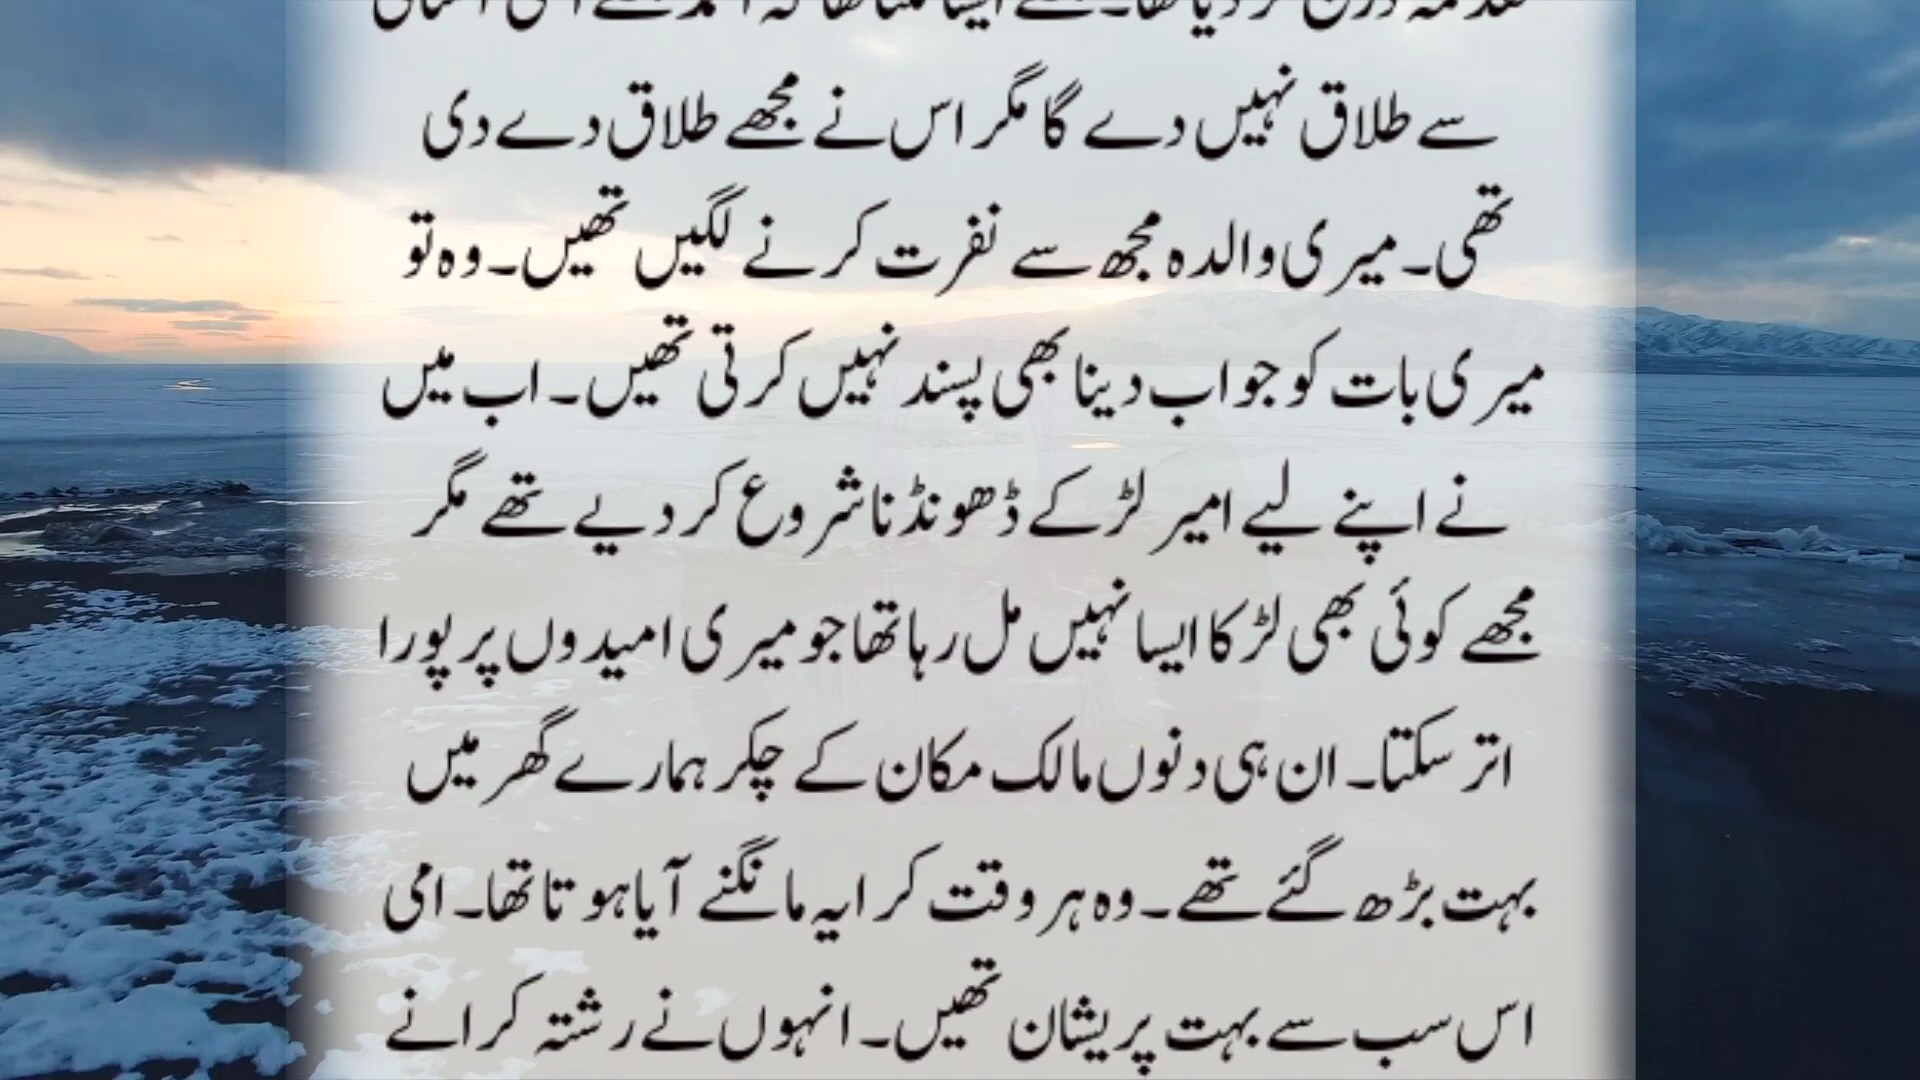 سے طلاق نہیں دے گا مگر اس نے مجھے طلاق دے دی
تھی۔ میری والدہ مجھ سے نفرت کرنے لگیں تھیں۔ وہ تو
میری بات کو جواب دینا بھی پسند نہیں کرتی تھیں۔ اب میں
نے اپنے لیے امیر لڑکے ڈھونڈنا شروع کر دیے تھے مگر
مجھے کوئی بھی لڑکا ایسا نہیں مل رہا تھا جو میری امیدوں پر پورا
اتر سکتا۔ ان ہی دنوں مالک مکان کے چکر ہمارے گھر میں
بہت بڑھ گئے تھے۔ وہ ہر وقت کرایہ مانگنے آیا ہوتا تھا۔ امی
اس سب سے بہت پریشان تھیں۔ انہوں نے رشتہ کرانے